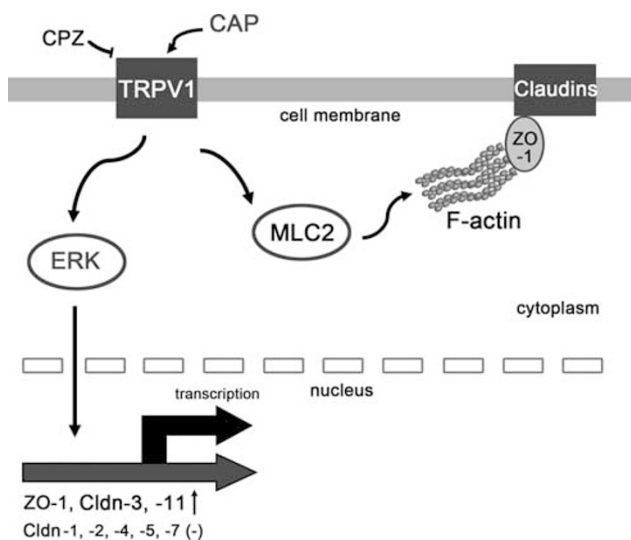 CAP
CPZ
TRPV1
Claudins
cell membrane
ZO
-1
F-actin
MLC2
ERK
cytoplasm
nucleus
transcription
ZO-1, Cldn-3, -11↑
Cldn-1, -2, -4, -5, -7 (-)